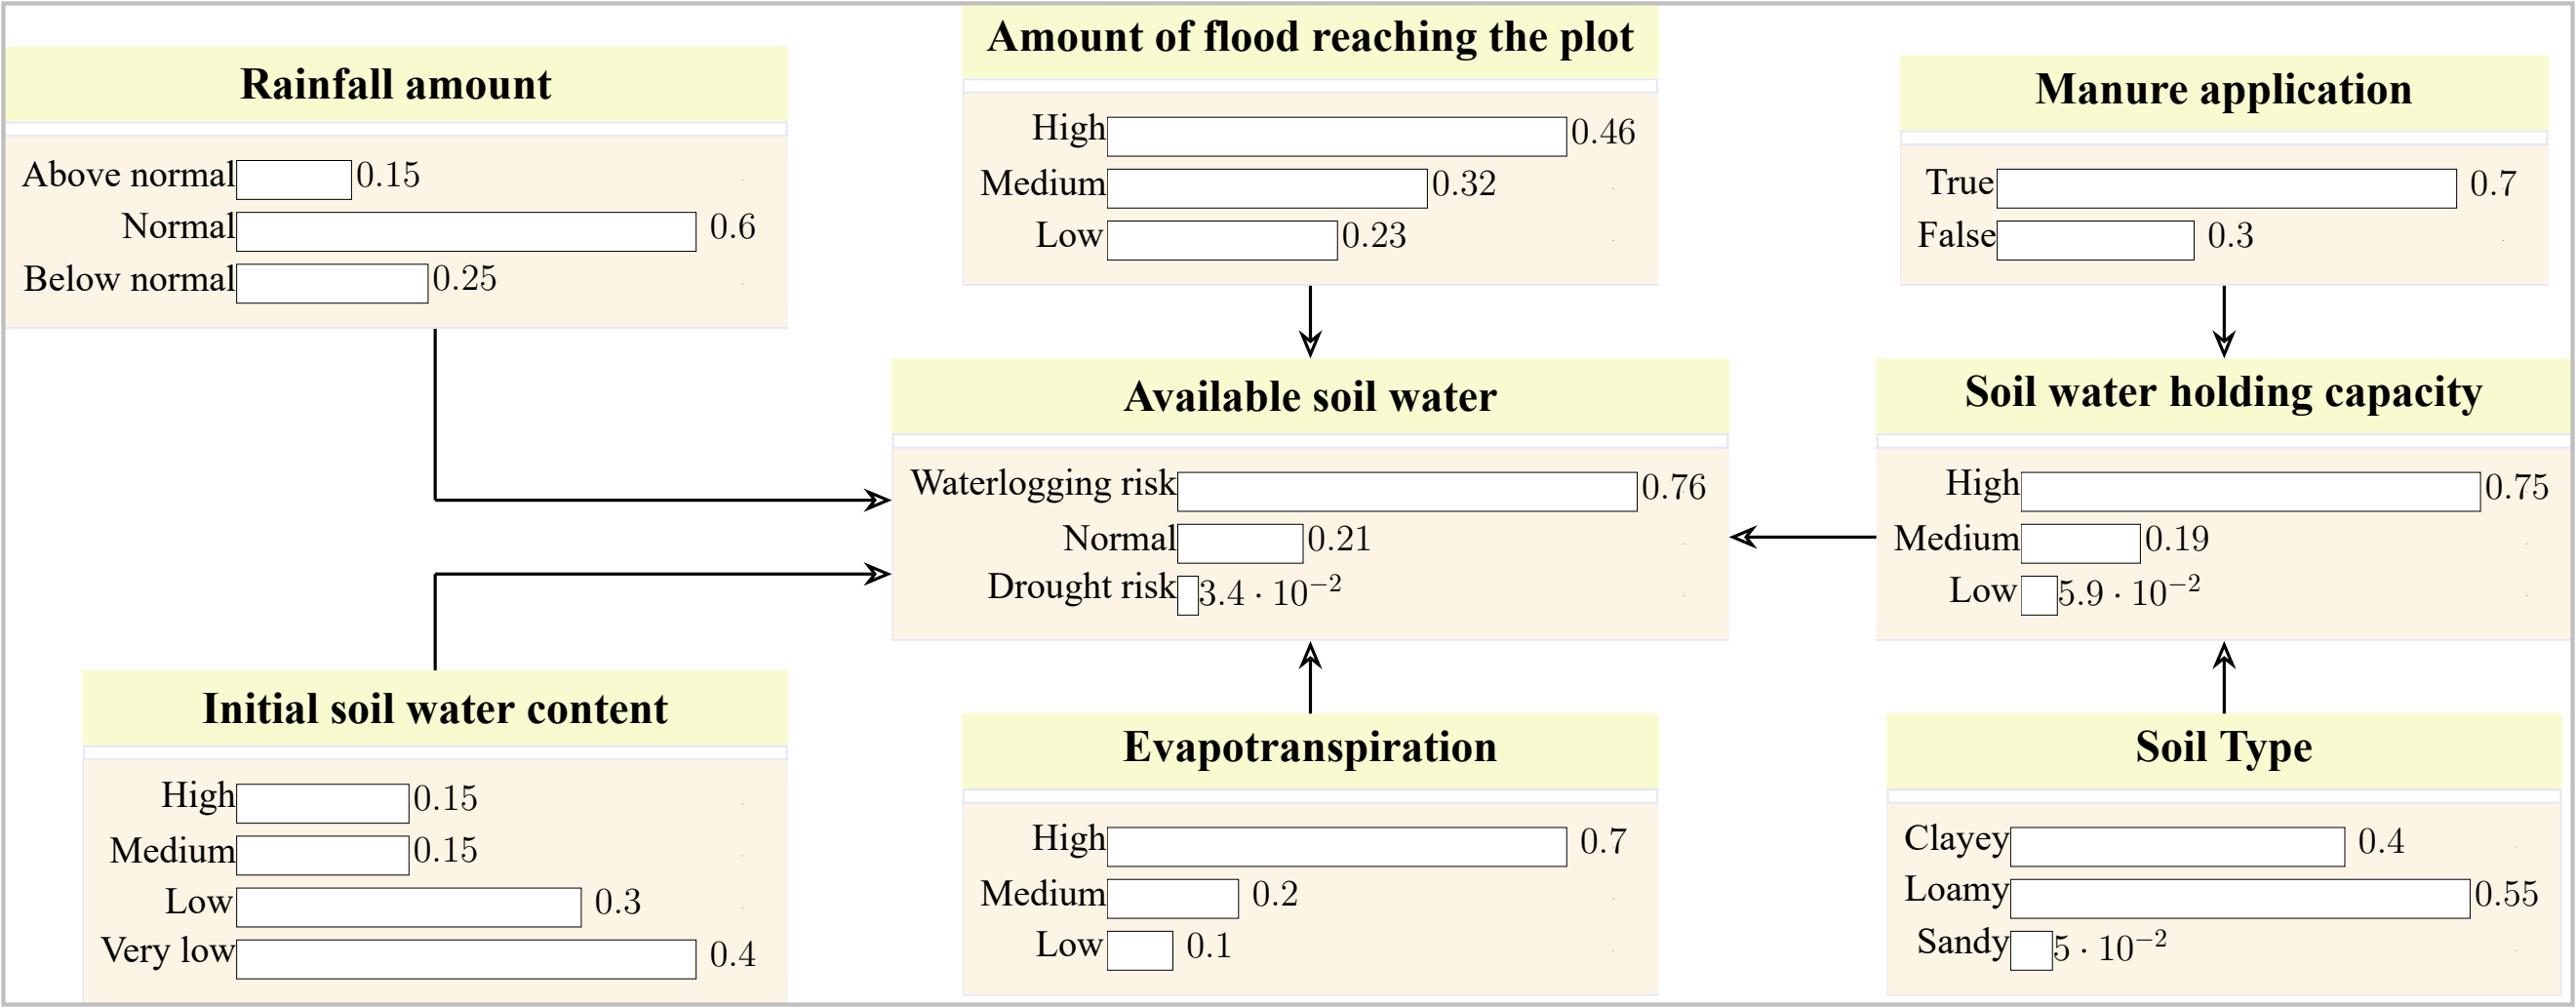 Rainfall amount
Above normal 0.15
Normal 0.6
Below normal 0.25
Amount of flood reaching the plot
High 0.46
Medium 0.32
Low 0.23
Manure application
True 0.7
False 0.3
Available soil water
Waterlogging risk 0.76
Normal 0.21
Drought risk 3.4 · 10⁻²
Soil water holding capacity
High 0.75
Medium 0.19
Low 5.9 · 10⁻²
Initial soil water content
High 0.15
Medium 0.15
Low 0.3
Very low 0.4
Evapotranspiration
High 0.7
Medium 0.2
Low 0.1
Soil Type
Clayey 0.4
Loamy 0.55
Sandy 5 · 10⁻²